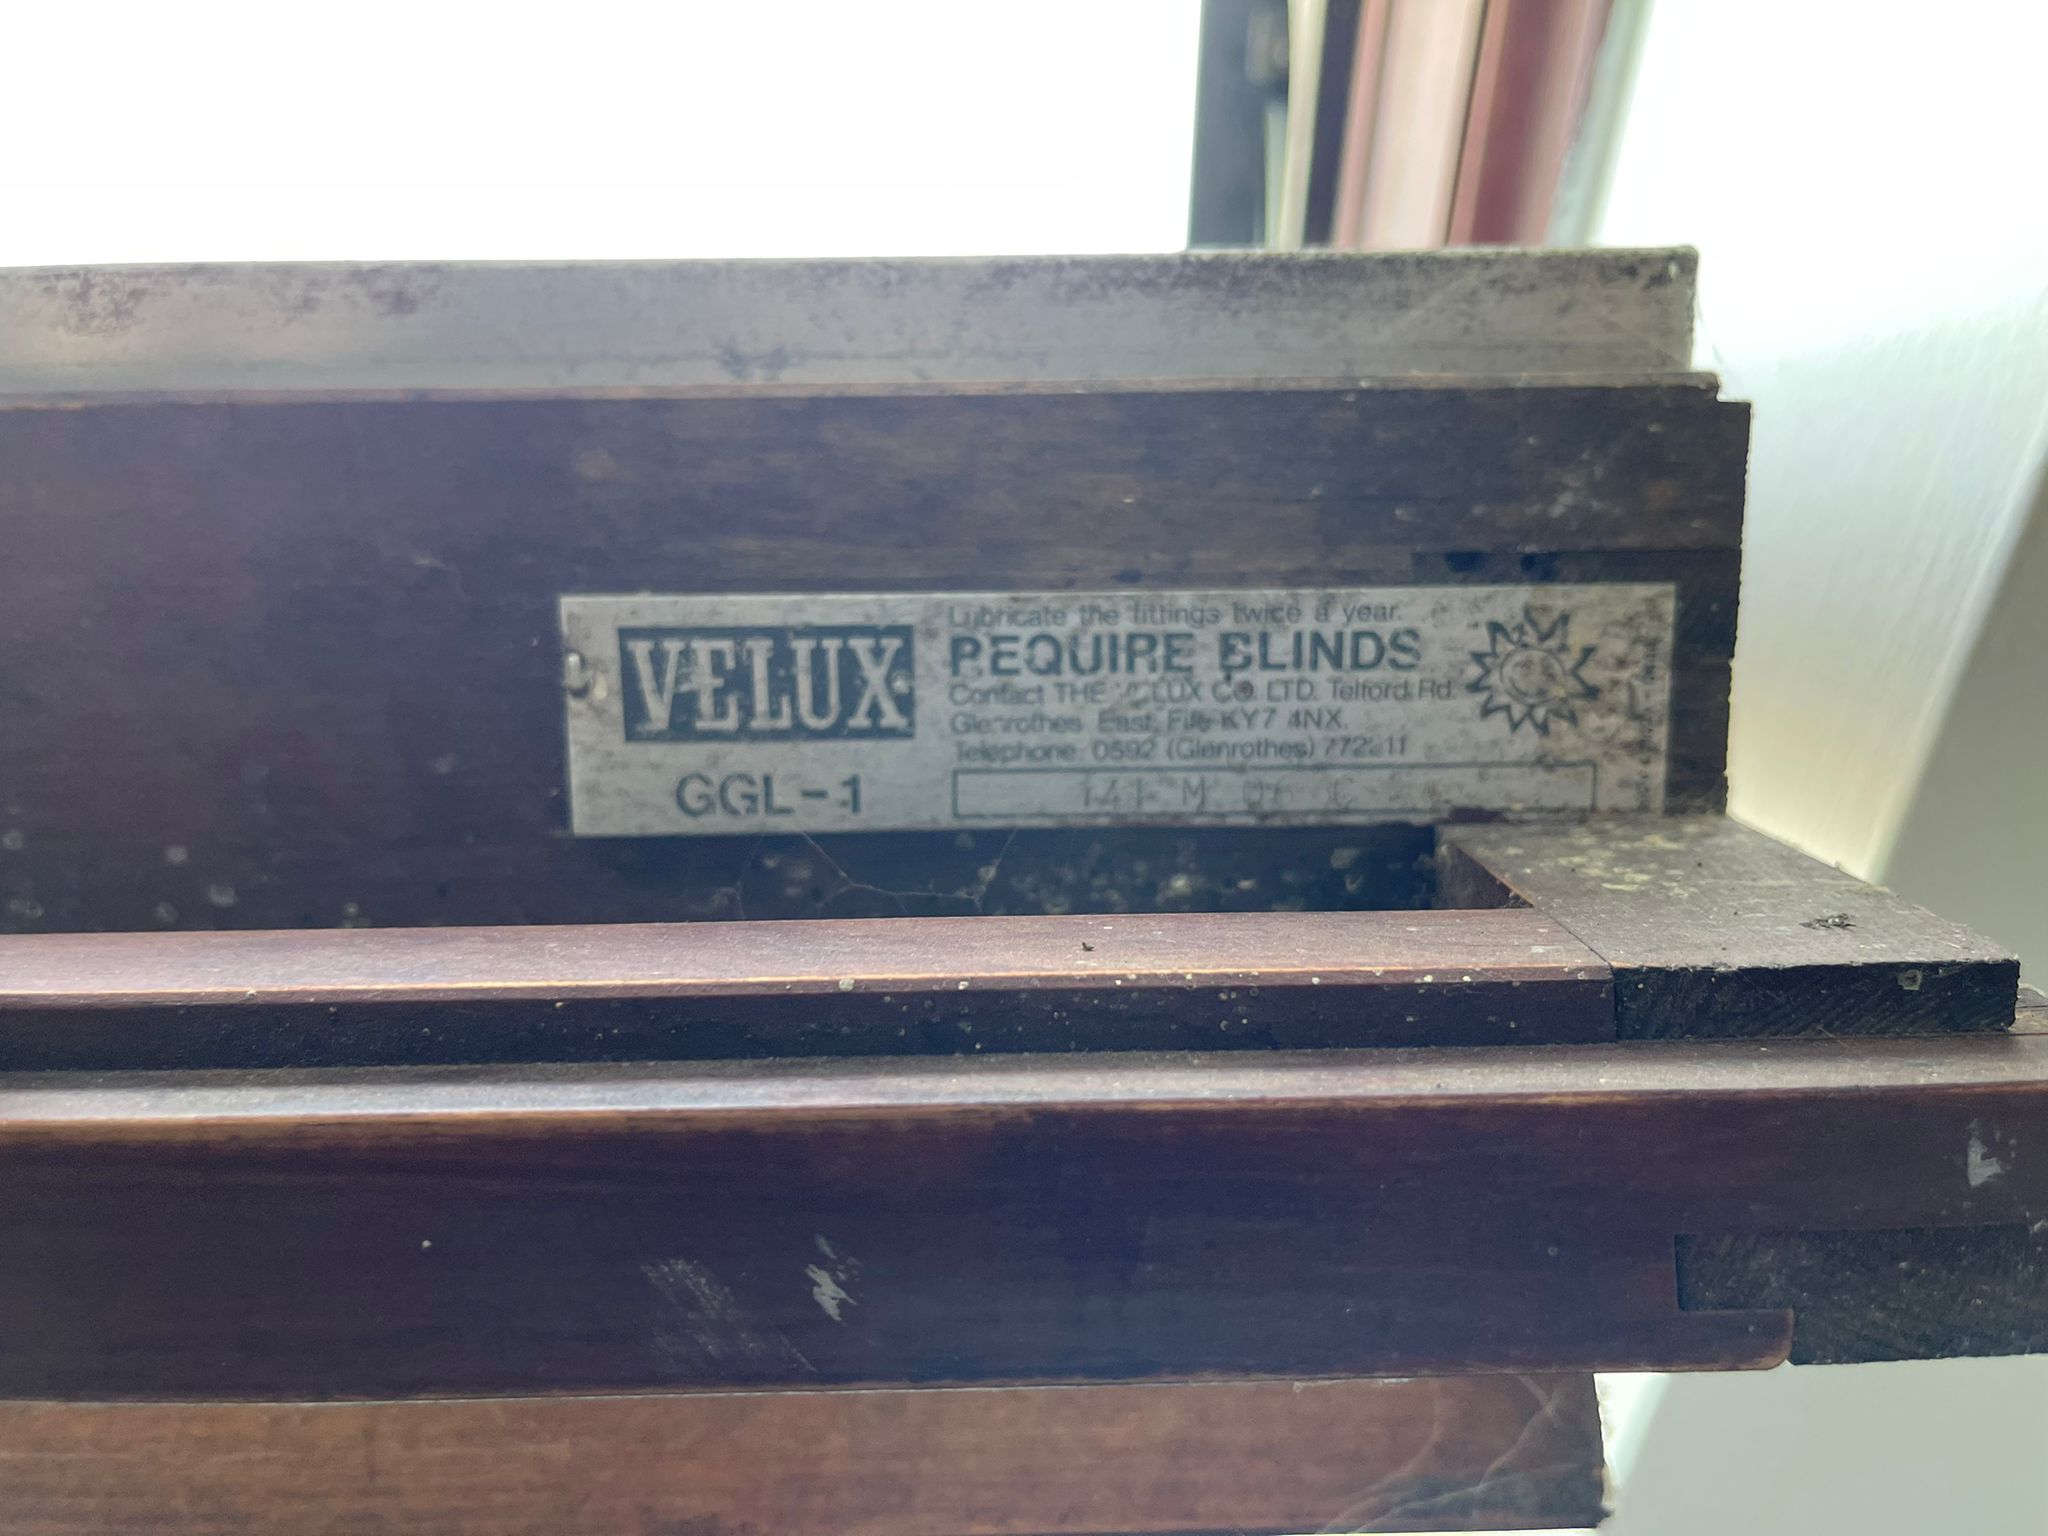 VELUX
GGL-1
Lubricate the fittings twice a year.
REQUIRE BLINDS
Contact THE VELUX CO. LTD. Telford Rd.
Glenrothes East, Fife KY7 4NX.
Telephone 0592 (Glenrothes)
141 M C